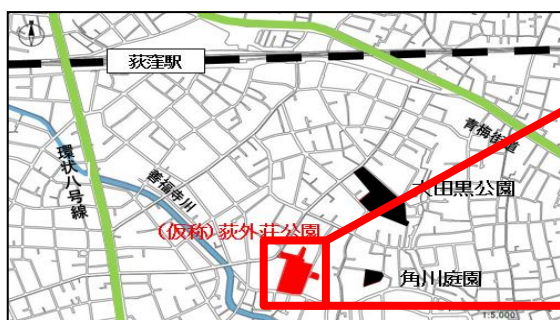 荻窪駅
青梅街道
環状八号線
善福寺川
大田黒公園
(仮称)荻外荘公園
角川庭園
1:5,000